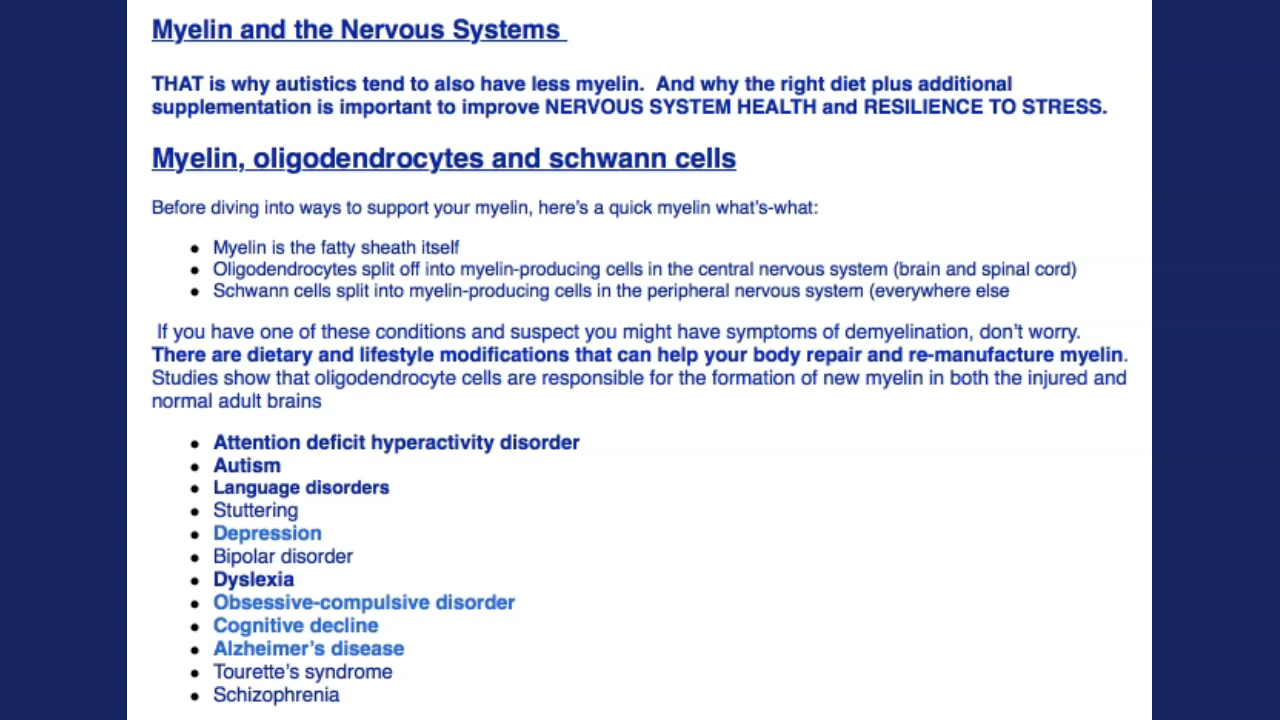 Myelin and the Nervous Systems
THAT is why autistics tend to also have less myelin.  And why the right diet plus additional
supplementation is important to improve NERVOUS SYSTEM HEALTH and RESILIENCE TO STRESS.
Myelin, oligodendrocytes and schwann cells
Before diving into ways to support your myelin, here's a quick myelin what's-what:
• Myelin is the fatty sheath itself
• Oligodendrocytes split off into myelin-producing cells in the central nervous system (brain and spinal cord)
• Schwann cells split into myelin-producing cells in the peripheral nervous system (everywhere else
If you have one of these conditions and suspect you might have symptoms of demyelination, don't worry.
There are dietary and lifestyle modifications that can help your body repair and re-manufacture myelin.
Studies show that oligodendrocyte cells are responsible for the formation of new myelin in both the injured and
normal adult brains
• Attention deficit hyperactivity disorder
• Autism
• Language disorders
• Stuttering
• Depression
• Bipolar disorder
• Dyslexia
• Obsessive-compulsive disorder
• Cognitive decline
• Alzheimer's disease
• Tourette's syndrome
• Schizophrenia